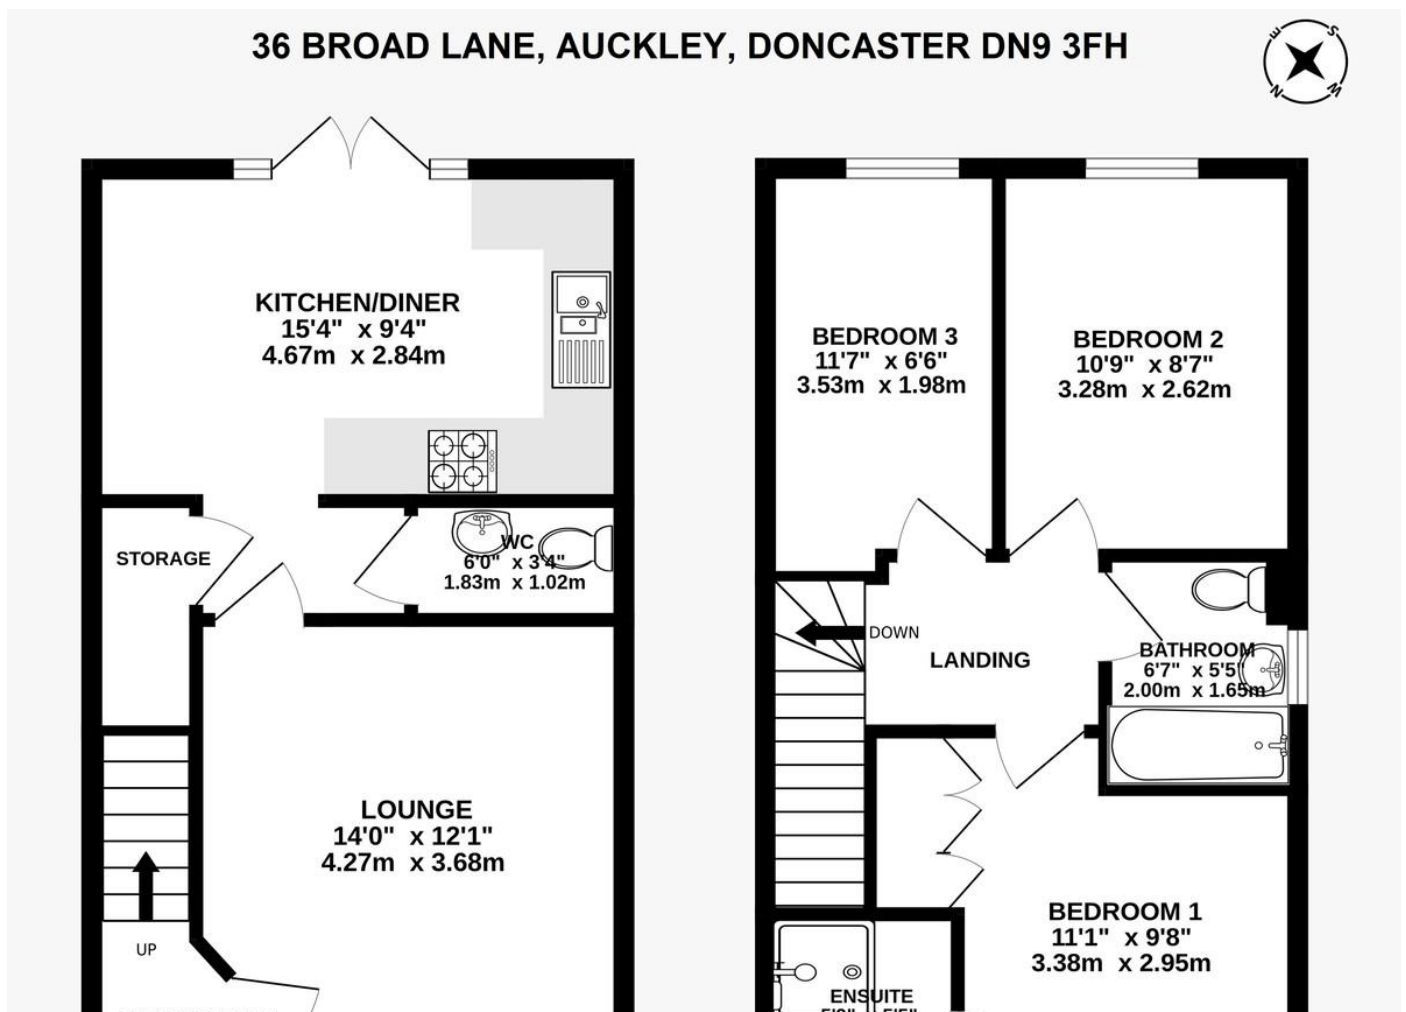 36 BROAD LANE, AUCKLEY, DONCASTER DN9 3FH
E
S
N
W
KITCHEN/DINER
15'4" x 9'4"
4.67m x 2.84m
STORAGE
WC
6'0" x 3'4"
1.83m x 1.02m
LOUNGE
14'0" x 12'1"
4.27m x 3.68m
UP
BEDROOM 3
11'7" x 6'6"
3.53m x 1.98m
BEDROOM 2
10'9" x 8'7"
3.28m x 2.62m
DOWN
LANDING
BATHROOM
6'7" x 5'5"
2.00m x 1.65m
BEDROOM 1
11'1" x 9'8"
3.38m x 2.95m
ENSUITE